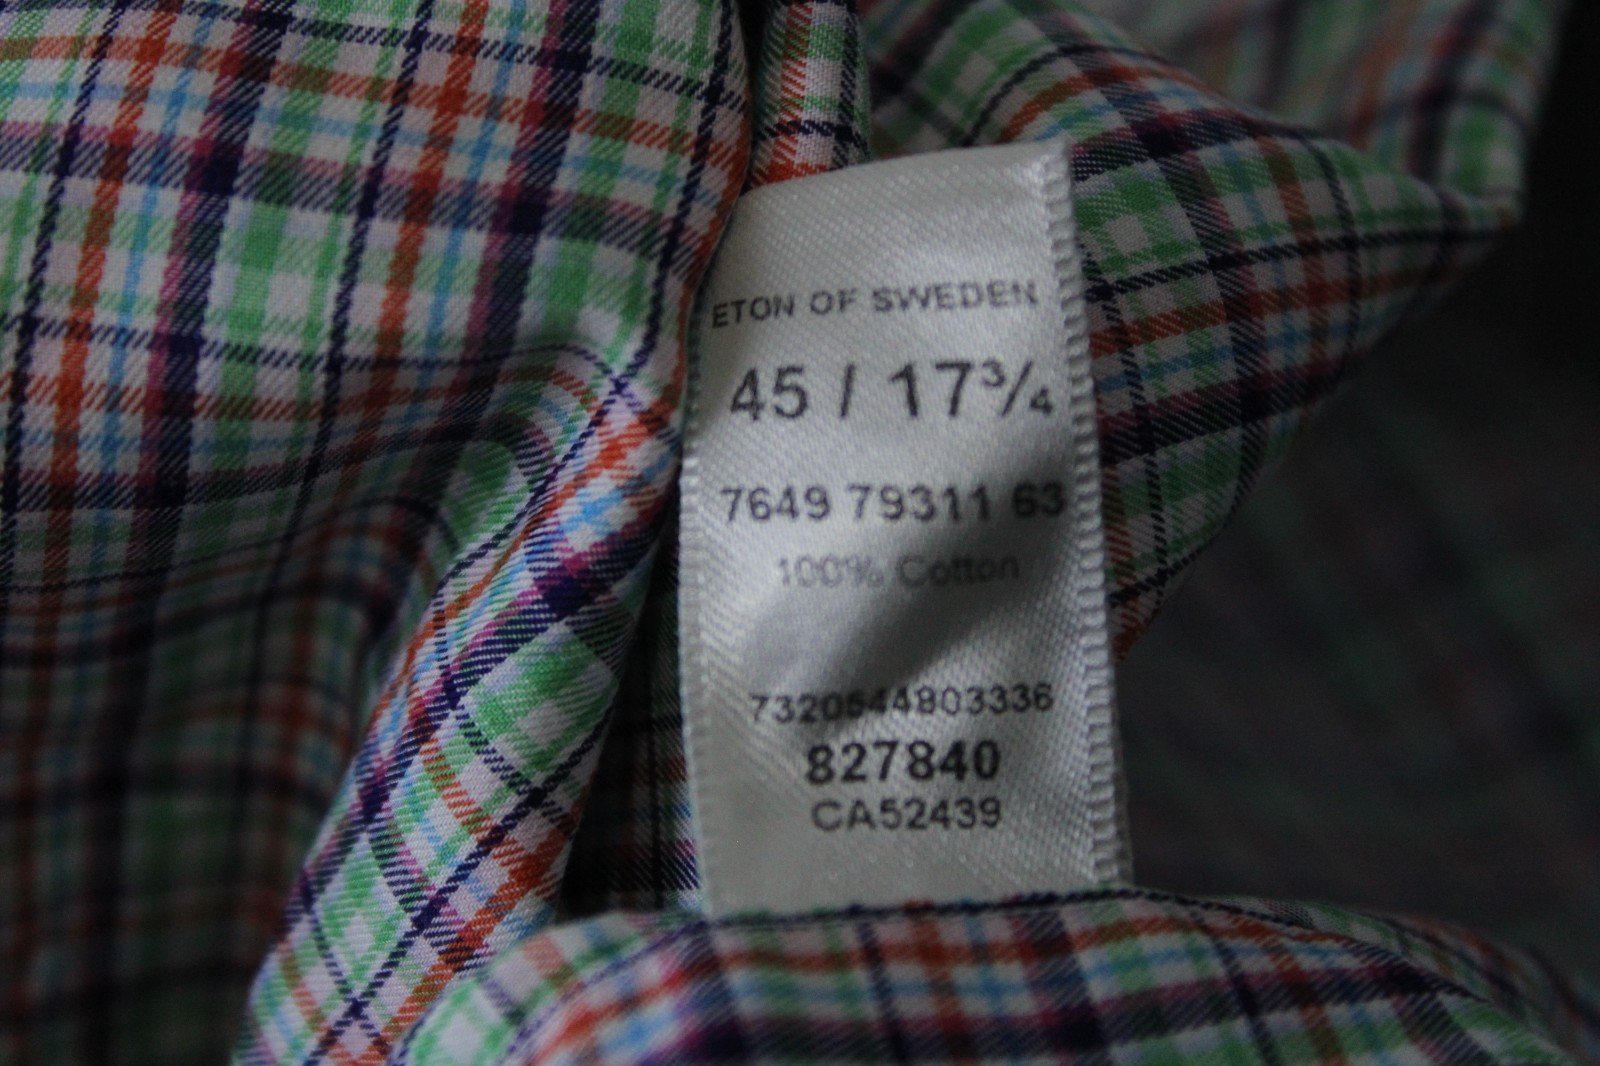 ETON OF SWEDEN
45 / 17¾
7649 79311 63
100% Cotton
7320544803336
827840
CA52439